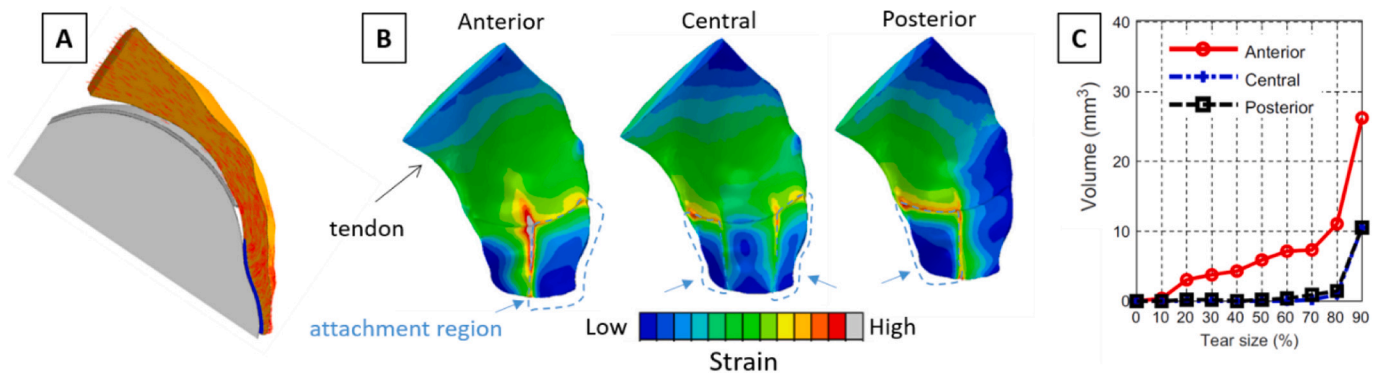 A
B
Anterior
Central
Posterior
tendon
attachment region
Low
High
Strain
C
Volume (mm³)
40
30
20
10
0
Anterior
Central
Posterior
0 10 20 30 40 50 60 70 80 90
Tear size (%)